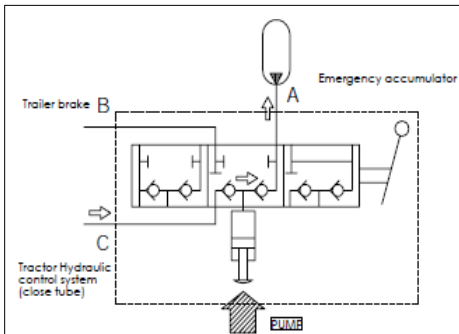 A
Emergency accumulator
Trailer brake
B
C
Tractor Hydraulic
control system
(close tube)
PUMP